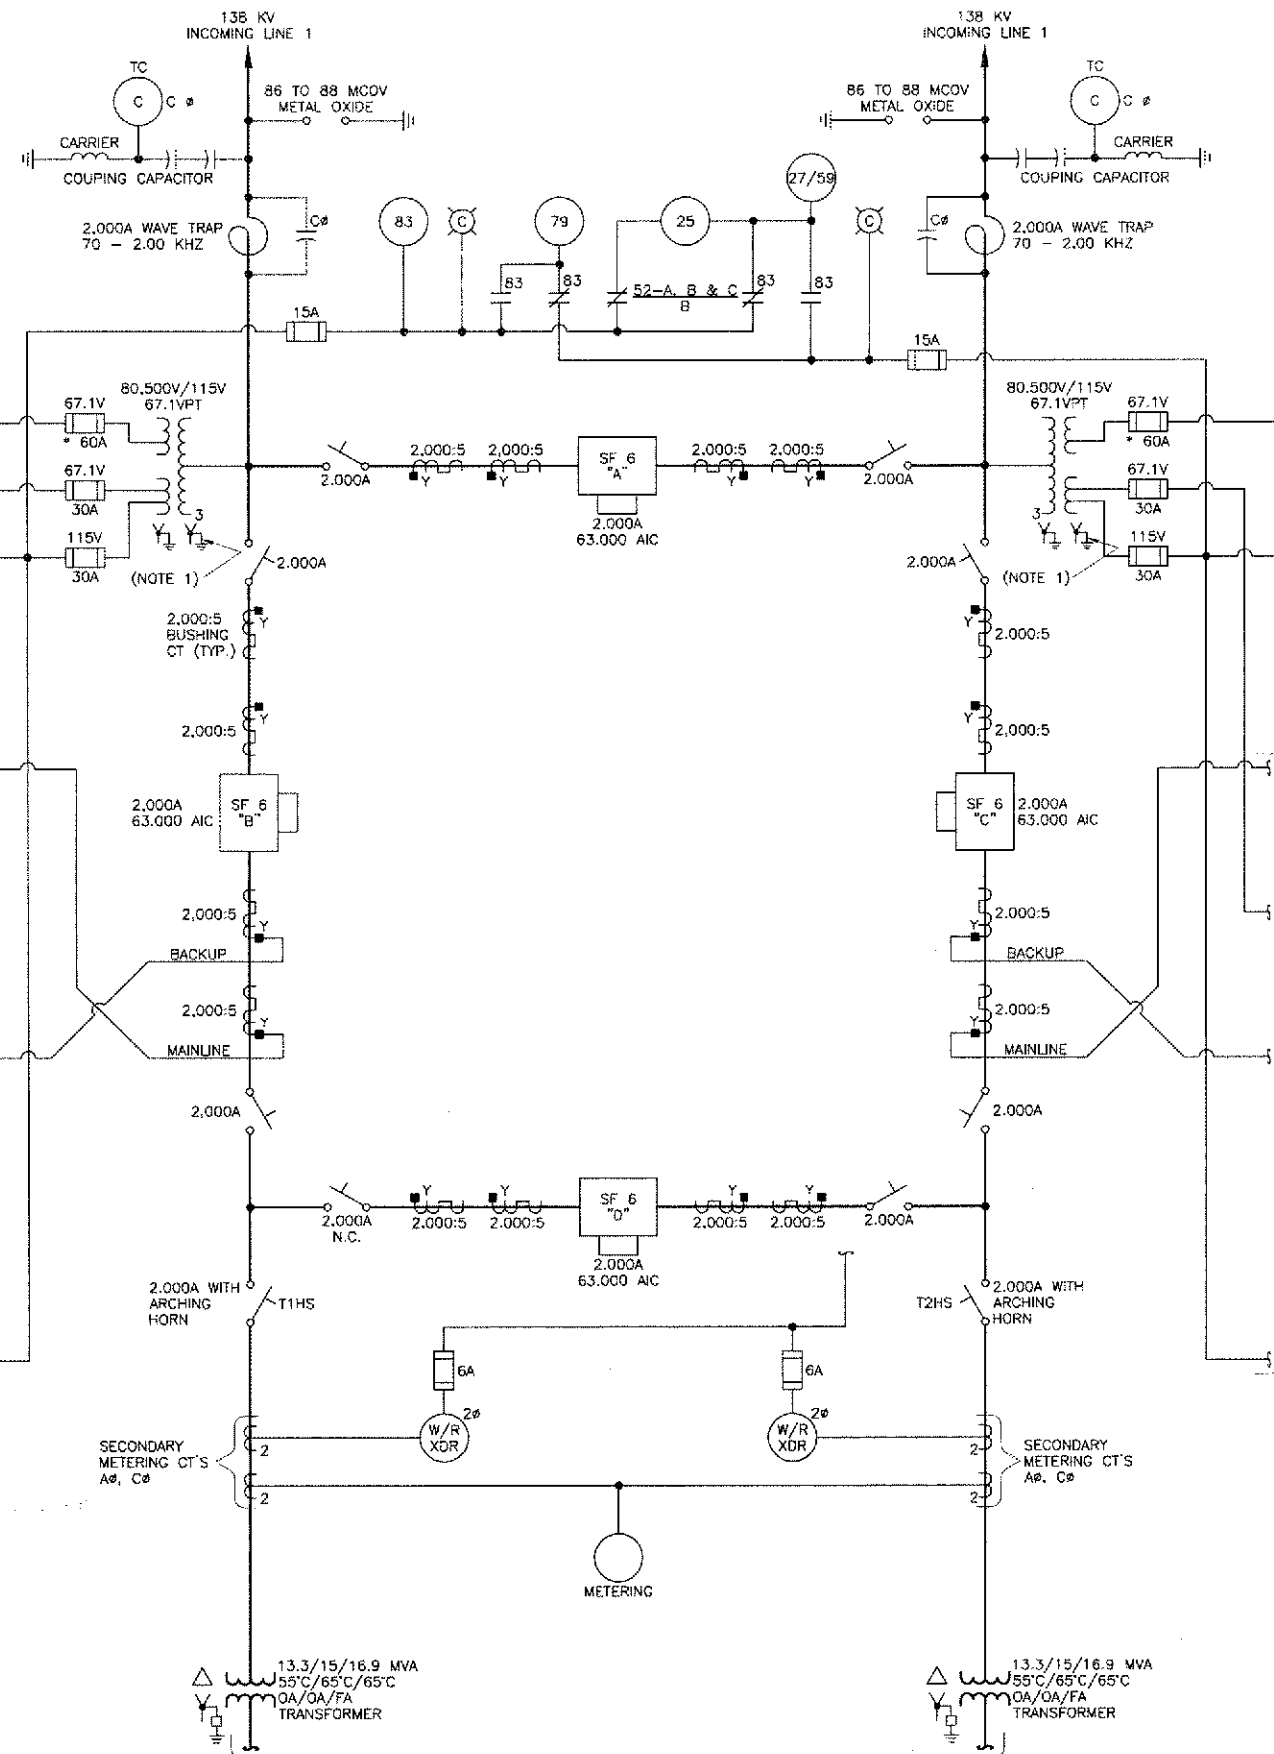 138 KV
INCOMING LINE 1
138 KV
INCOMING LINE 1
TC
C
C ø
86 TO 88 MCOV
METAL OXIDE
86 TO 88 MCOV
METAL OXIDE
TC
C
C ø
CARRIER
COUPING CAPACITOR
CARRIER
COUPING CAPACITOR
2.000A WAVE TRAP
70 - 2.00 KHZ
Cø
83
C
79
25
27/59
C
Cø
2.000A WAVE TRAP
70 - 2.00 KHZ
83
83
52-A, B & C
B
83
83
15A
15A
80.500V/115V
67.1VPT
67.1V
* 60A
67.1V
30A
115V
30A
3
(NOTE 1)
80.500V/115V
67.1VPT
67.1V
* 60A
67.1V
30A
115V
30A
3
(NOTE 1)
2.000A
2.000:5
Y
2.000:5
Y
SF 6
"A"
2.000A
63.000 AIC
2.000:5
Y
2.000:5
Y
2.000A
2.000A
2.000A
2.000:5
BUSHING
CT (TYP.)
Y
Y
2.000:5
2,000:5
Y
Y
2,000:5
2,000A
63.000 AIC
SF 6
"B"
SF 6
"C"
2.000A
63.000 AIC
2,000:5
Y
Y
2.000:5
BACKUP
BACKUP
2,000:5
Y
Y
2.000:5
MAINLINE
MAINLINE
2,000A
2.000A
2.000A
N.C.
Y
2.000:5
Y
2.000:5
SF 6
"D"
2.000A
63.000 AIC
Y
2.000:5
Y
2.000:5
2.000A
2.000A WITH
ARCHING
HORN
T1HS
T2HS
2.000A WITH
ARCHING
HORN
6A
6A
W/R
XDR
2ø
W/R
XDR
2ø
SECONDARY
METERING CT'S
Aø, Cø
2
2
2
2
SECONDARY
METERING CT'S
Aø. Cø
METERING
13.3/15/16.9 MVA
55°C/65°C/65°C
OA/OA/FA
TRANSFORMER
13.3/15/16.9 MVA
55°C/65°C/65°C
OA/OA/FA
TRANSFORMER